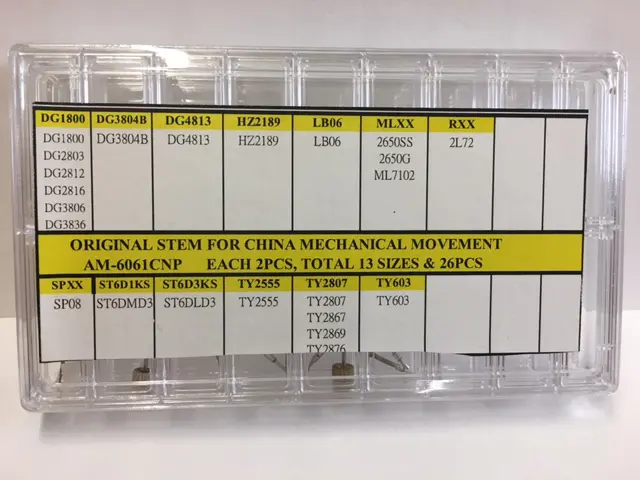 DG1800 DG3804B DG4813 HZ2189 LB06 MLXX RXX
DG1800 DG3804B DG4813 HZ2189 LB06 2650SS 2L72
DG2803 2650G
DG2812 ML7102
DG2816
DG3806
DG3836
ORIGINAL STEM FOR CHINA MECHANICAL MOVEMENT
AM-6061CNP EACH 2PCS, TOTAL 13 SIZES & 26PCS
SPXX ST6D1KS ST6D3KS TY2555 TY2807 TY603
SP08 ST6DMD3 ST6DLD3 TY2555 TY2807 TY603
TY2867
TY2869
TY2876